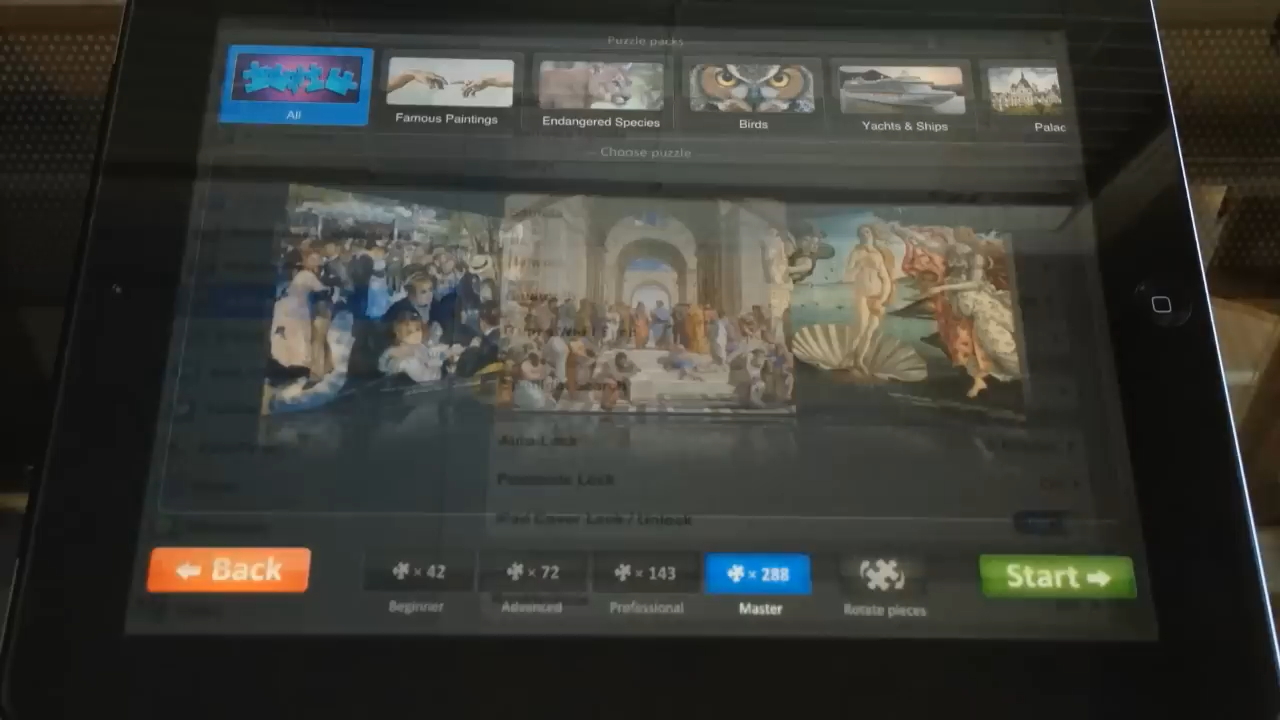 Puzzle packs
All
Famous Paintings
Endangered Species
Birds
Yachts & Ships
Palac
Choose puzzle
Auto-Lock
Passcode Lock
iPad Cover Lock / Unlock
Back
× 42
× 72
× 143
× 288
Start
Beginner
Advanced
Professional
Master
Rotate pieces